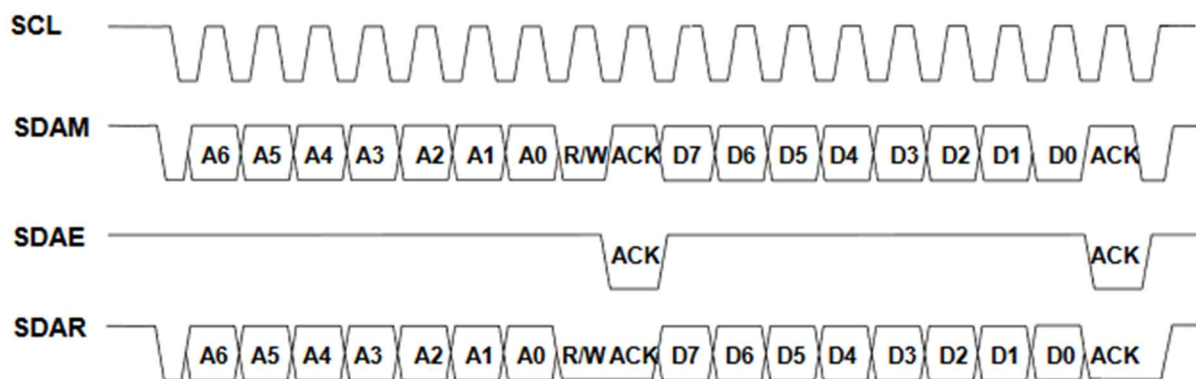 SCL
SDAM A6 A5 A4 A3 A2 A1 A0 R/W ACK D7 D6 D5 D4 D3 D2 D1 D0 ACK
SDAE ACK ACK
SDAR A6 A5 A4 A3 A2 A1 A0 R/W ACK D7 D6 D5 D4 D3 D2 D1 D0 ACK